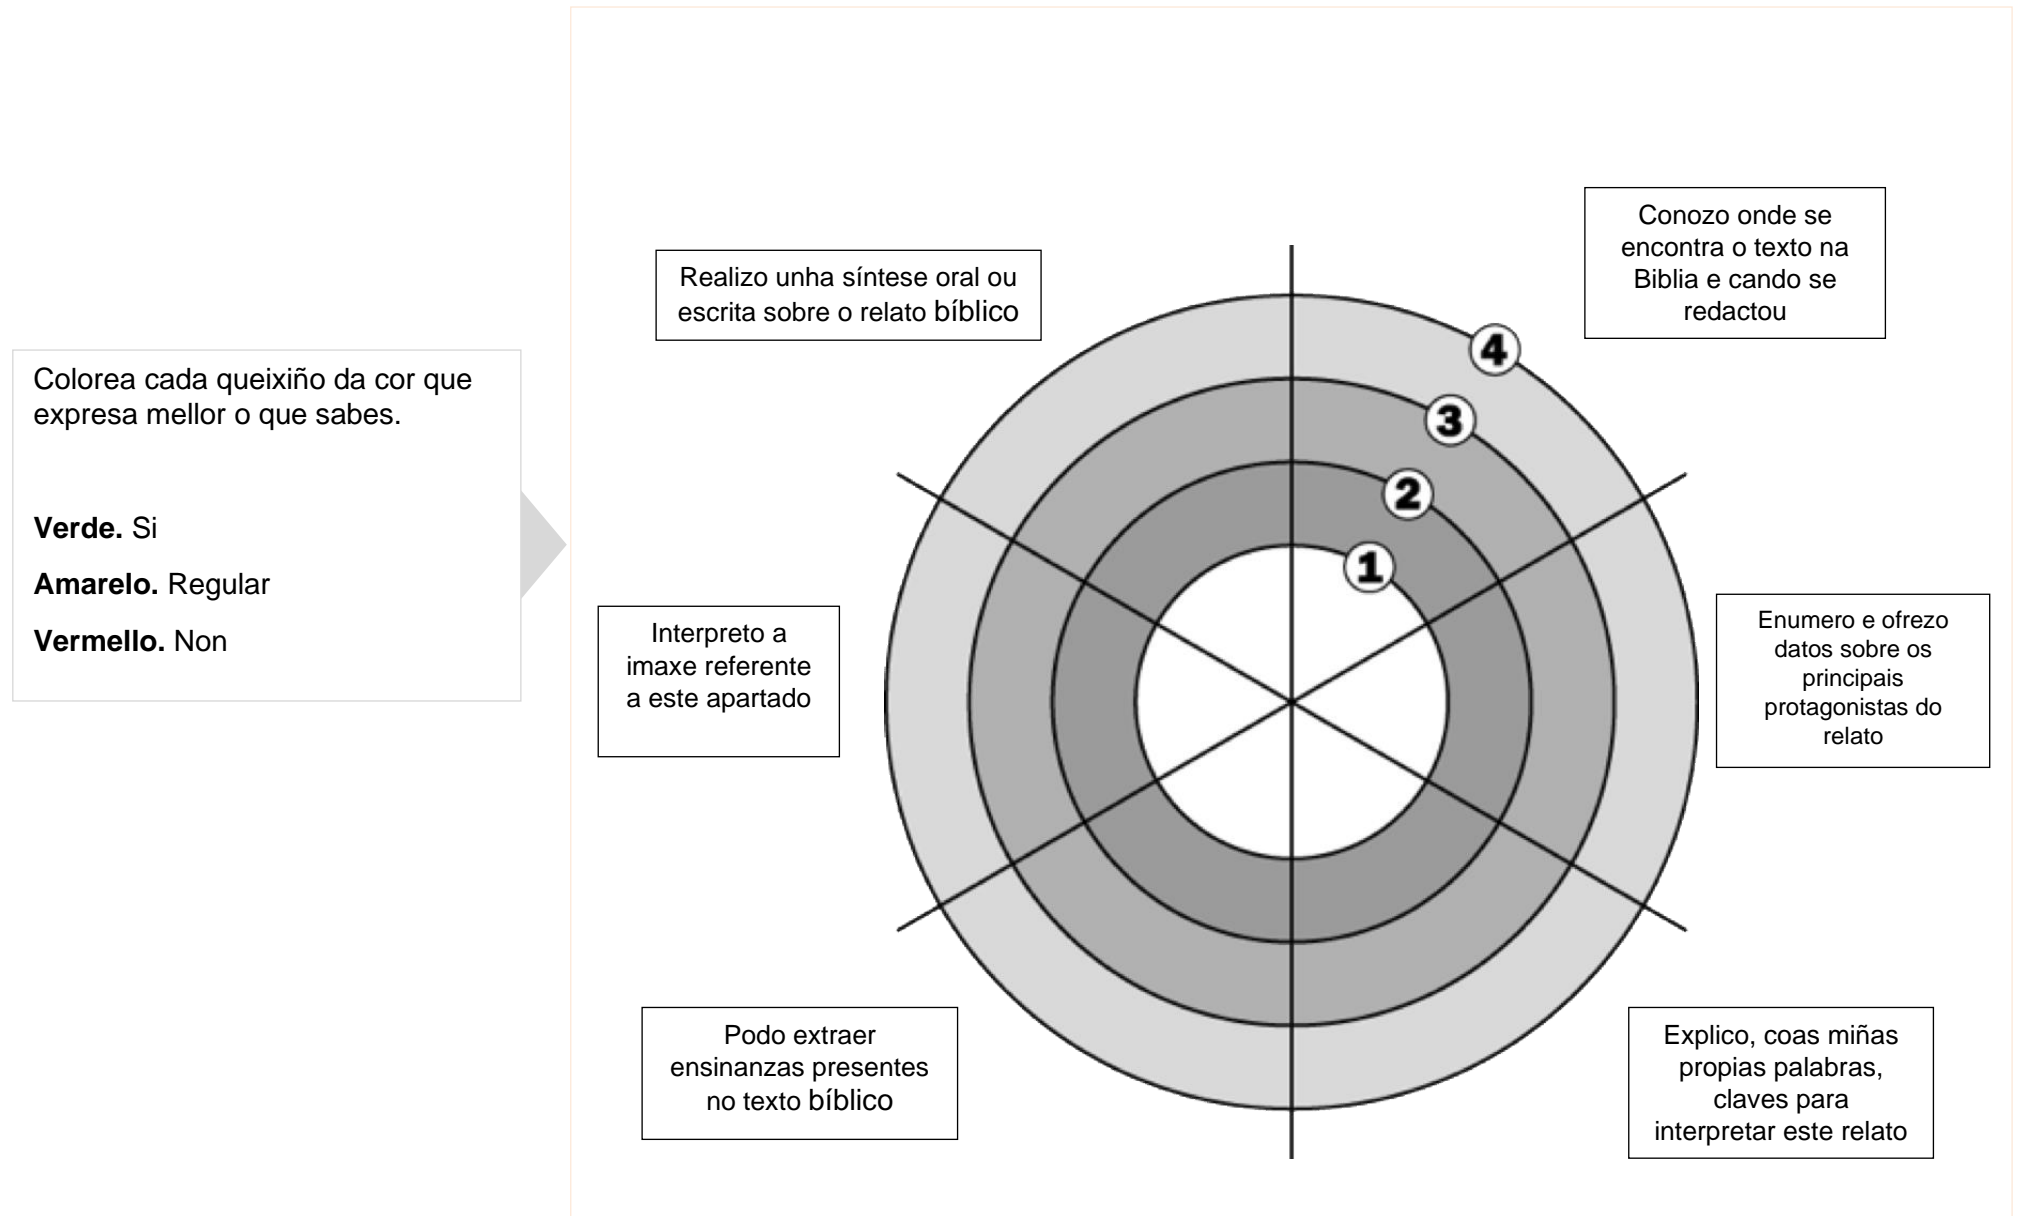 Colorea cada queixiño da cor que
expresa mellor o que sabes.
Verde. Si
Amarelo. Regular
Vermello. Non
Realizo unha síntese oral ou
escrita sobre o relato bíblico
Conozo onde se
encontra o texto na
Biblia e cando se
redactou
4
3
2
1
Interpreto a
imaxe referente
a este apartado
Enumero e ofrezo
datos sobre os
principais
protagonistas do
relato
Podo extraer
ensinanzas presentes
no texto bíblico
Explico, coas miñas
propias palabras,
claves para
interpretar este relato